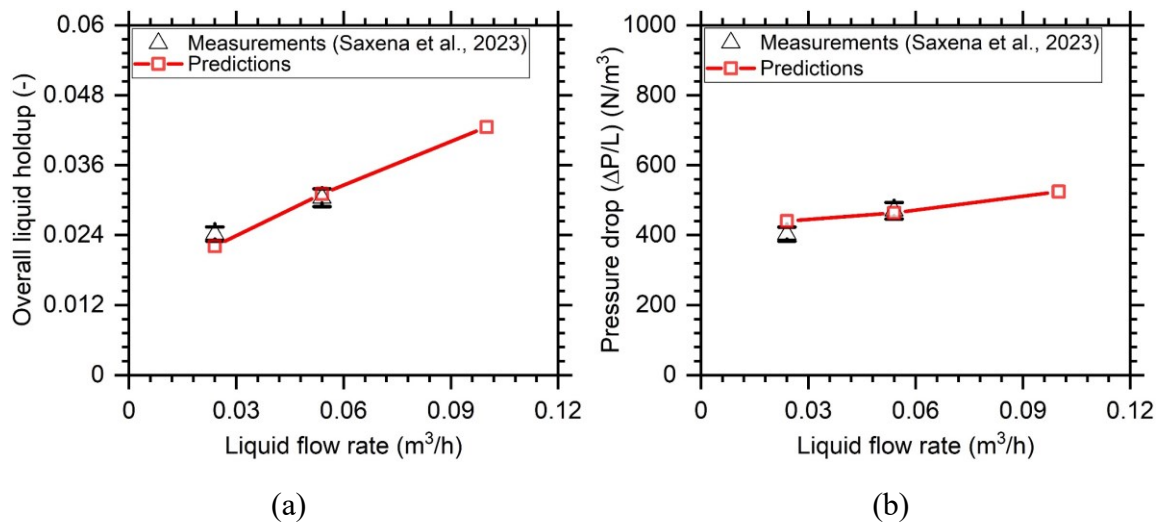 0.06
0.048
0.036
0.024
0.012
0
Overall liquid holdup (-)
Measurements (Saxena et al., 2023)
Predictions
0
0.03
0.06
0.09
0.12
Liquid flow rate (m³/h)
(a)
1000
800
600
400
200
0
Pressure drop (ΔP/L) (N/m³)
Measurements (Saxena et al., 2023)
Predictions
0
0.03
0.06
0.09
0.12
Liquid flow rate (m³/h)
(b)